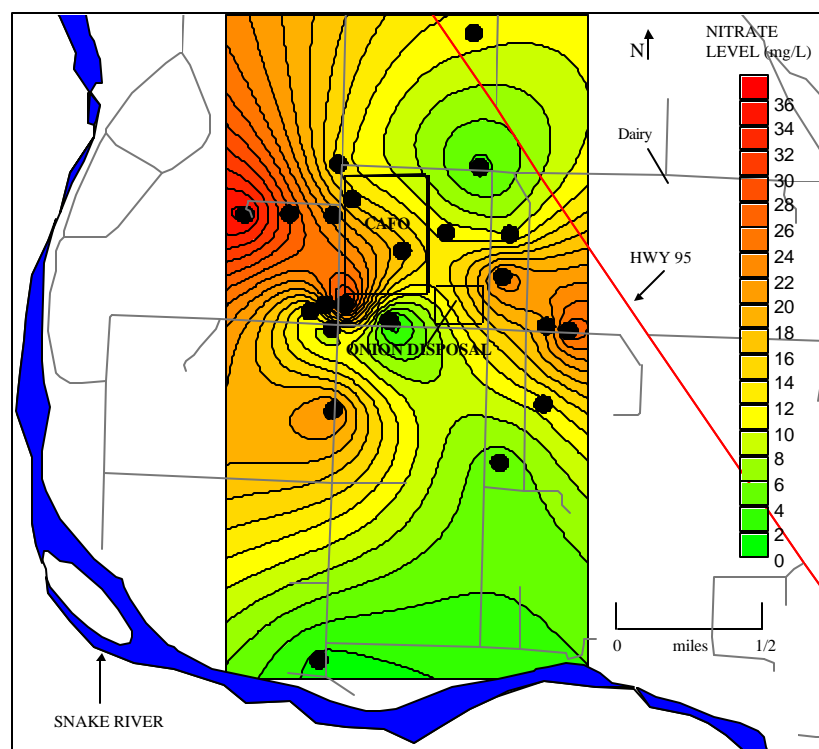 NITRATE
LEVEL (mg/L)
N
36
34
32
30
28
26
24
22
20
18
16
14
12
10
8
6
4
2
0
Dairy
CAFO
HWY 95
ONION DISPOSAL
0 miles 1/2
SNAKE RIVER